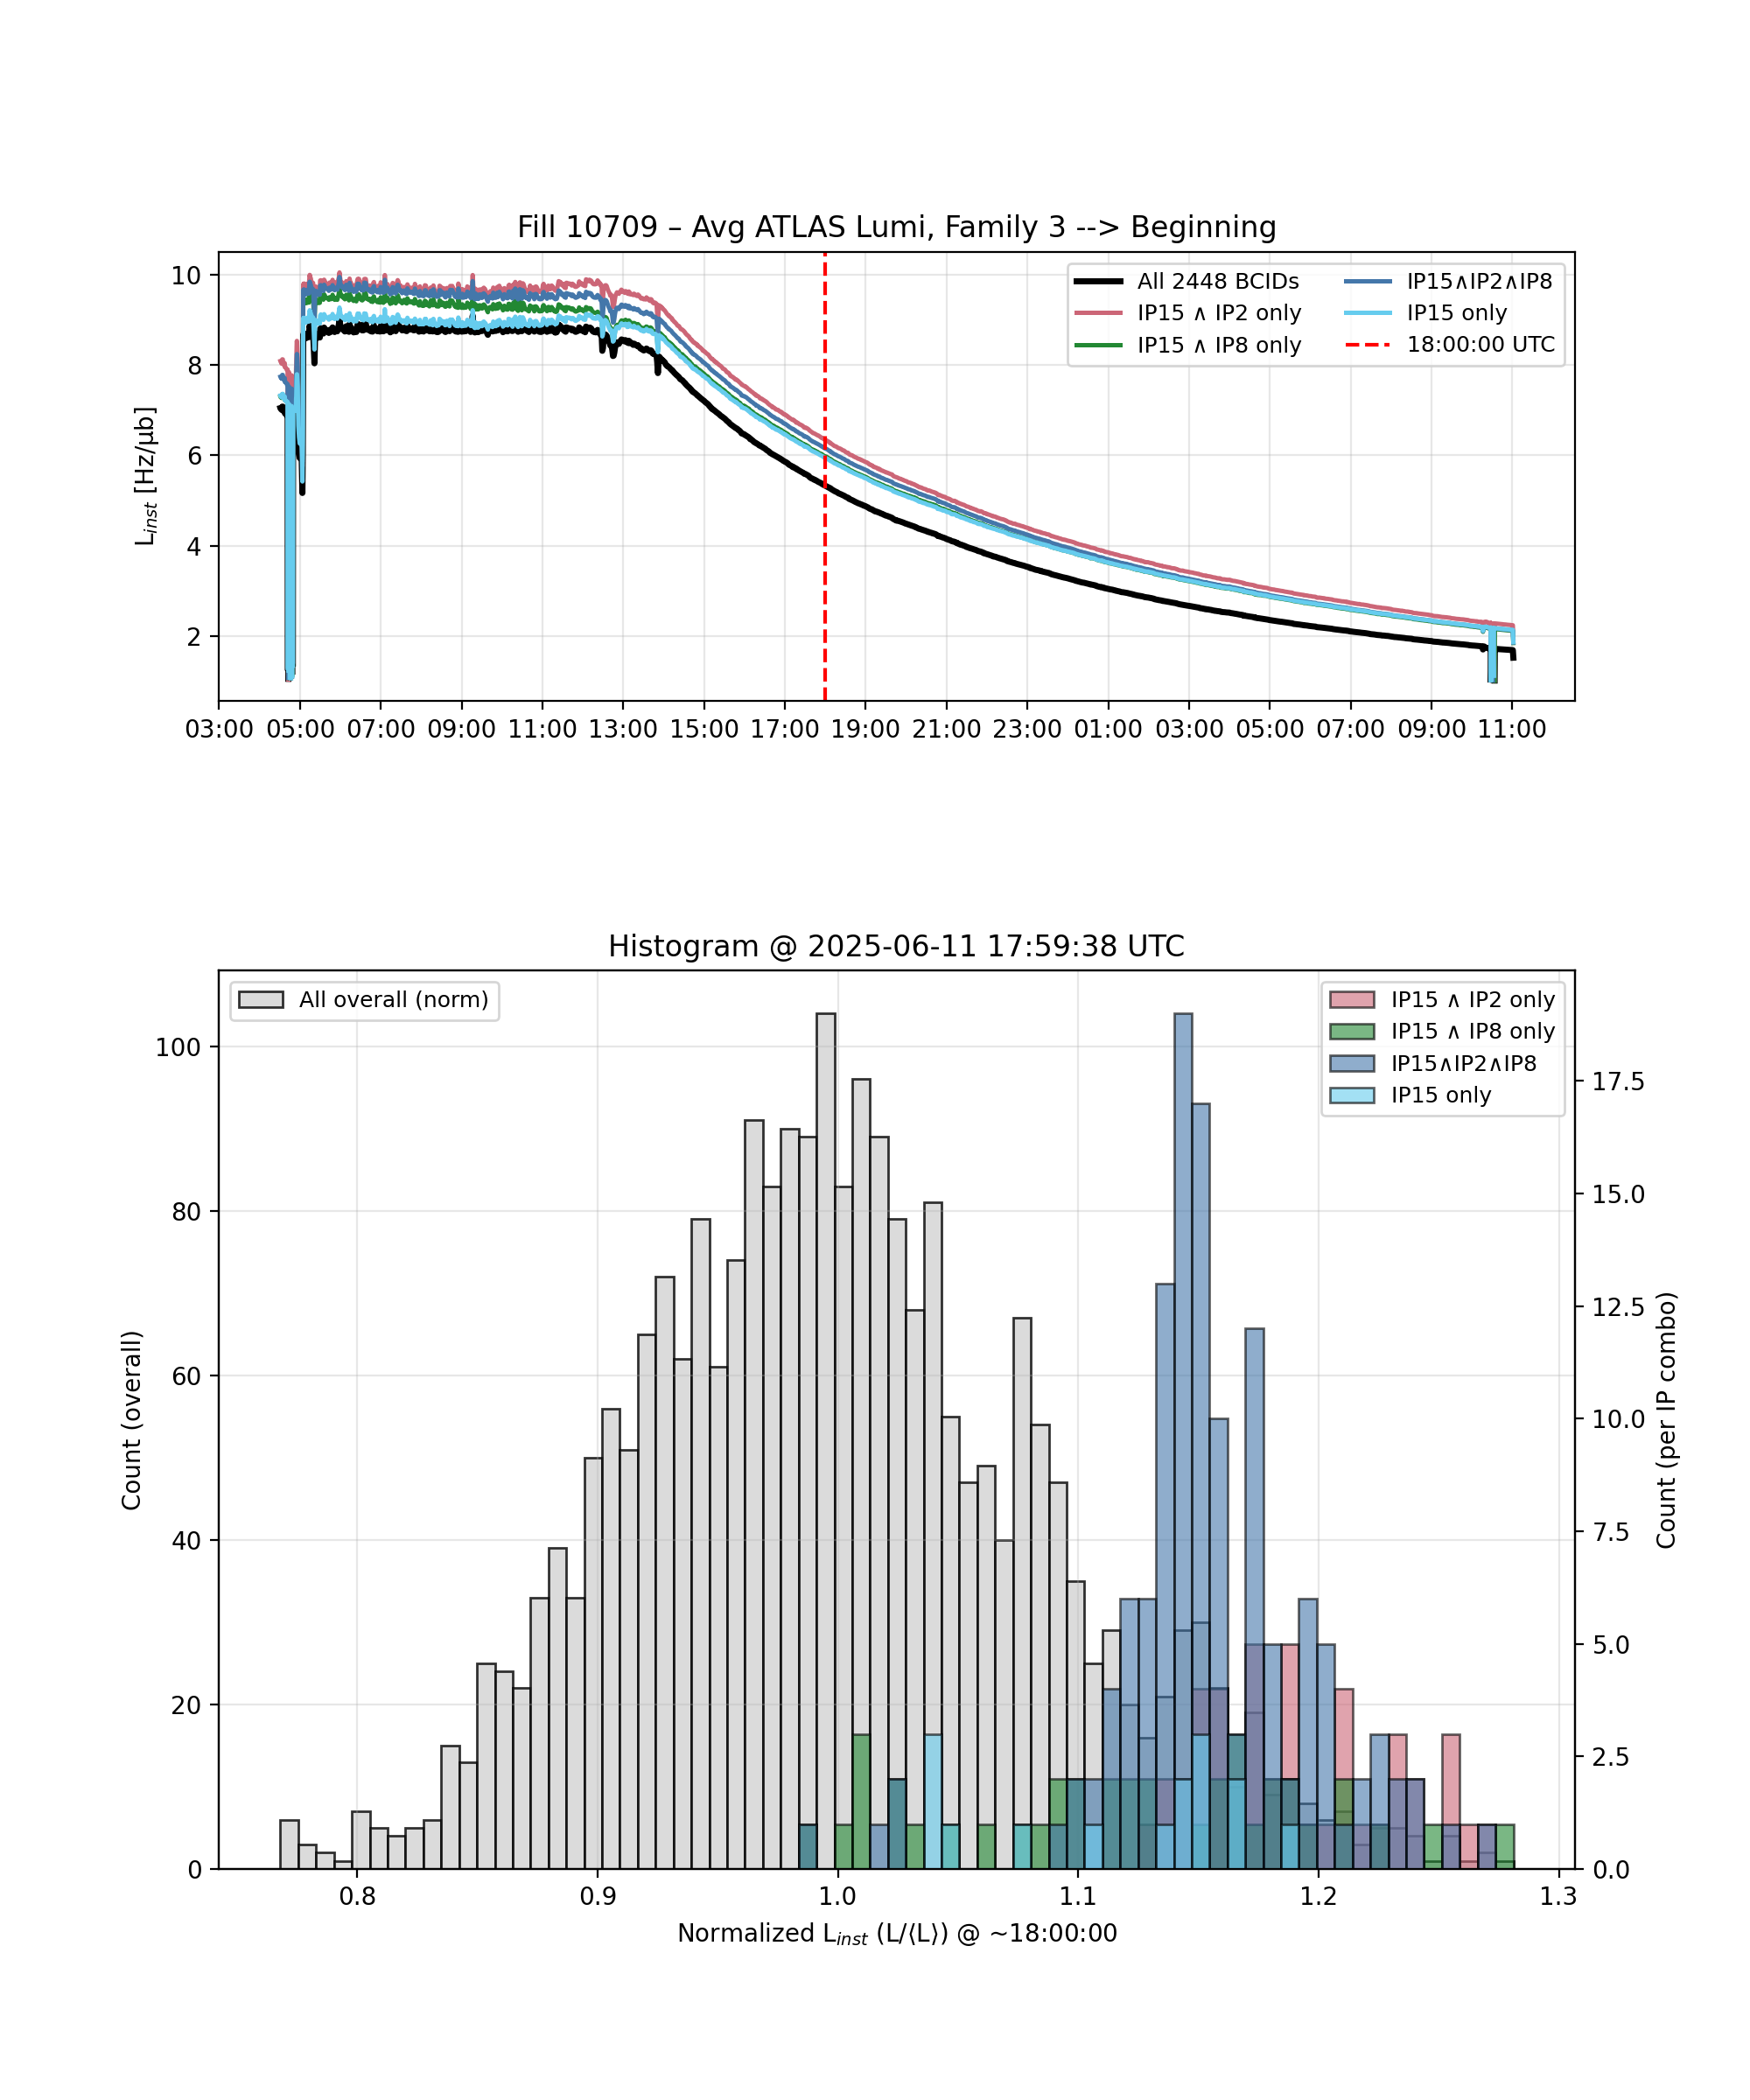 Fill 10709 – Avg ATLAS Lumi, Family 3 --> Beginning
L_inst [Hz/μb]
10
8
6
4
2
All 2448 BCIDs
IP15 ∧ IP2 only
IP15 ∧ IP8 only
IP15∧IP2∧IP8
IP15 only
18:00:00 UTC
03:00 05:00 07:00 09:00 11:00 13:00 15:00 17:00 19:00 21:00 23:00 01:00 03:00 05:00 07:00 09:00 11:00
Histogram @ 2025-06-11 17:59:38 UTC
Count (overall)
100
80
60
40
20
0
All overall (norm)
IP15 ∧ IP2 only
IP15 ∧ IP8 only
IP15∧IP2∧IP8
IP15 only
17.5
15.0
12.5
10.0
7.5
5.0
2.5
0.0
Count (per IP combo)
0.8 0.9 1.0 1.1 1.2 1.3
Normalized L_inst (L/⟨L⟩) @ ~18:00:00